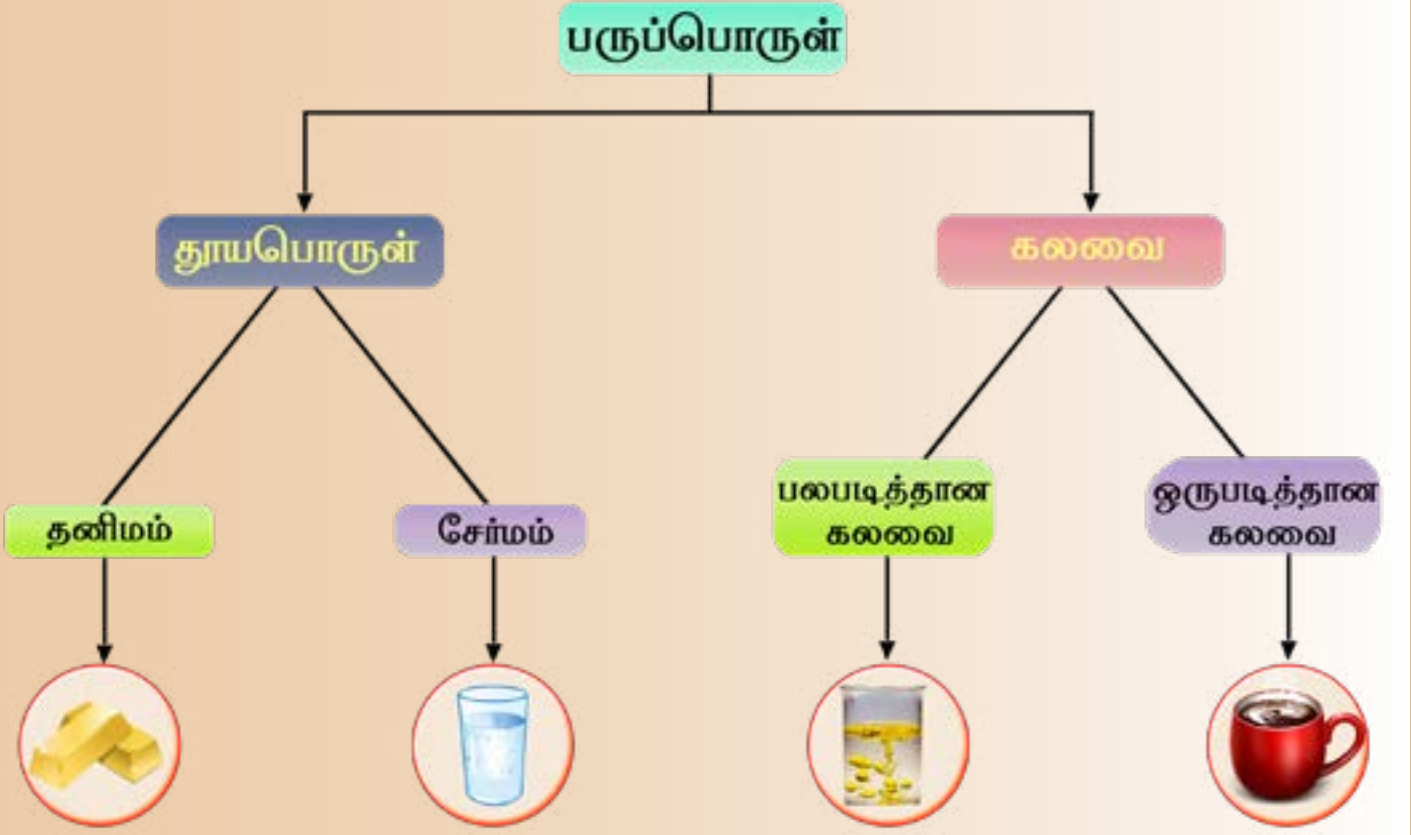 பருப்பொருள்
தூயபொருள்
கலவை
தனிமம்
சேர்மம்
பலபடித்தான
கலவை
ஒருபடித்தான
கலவை